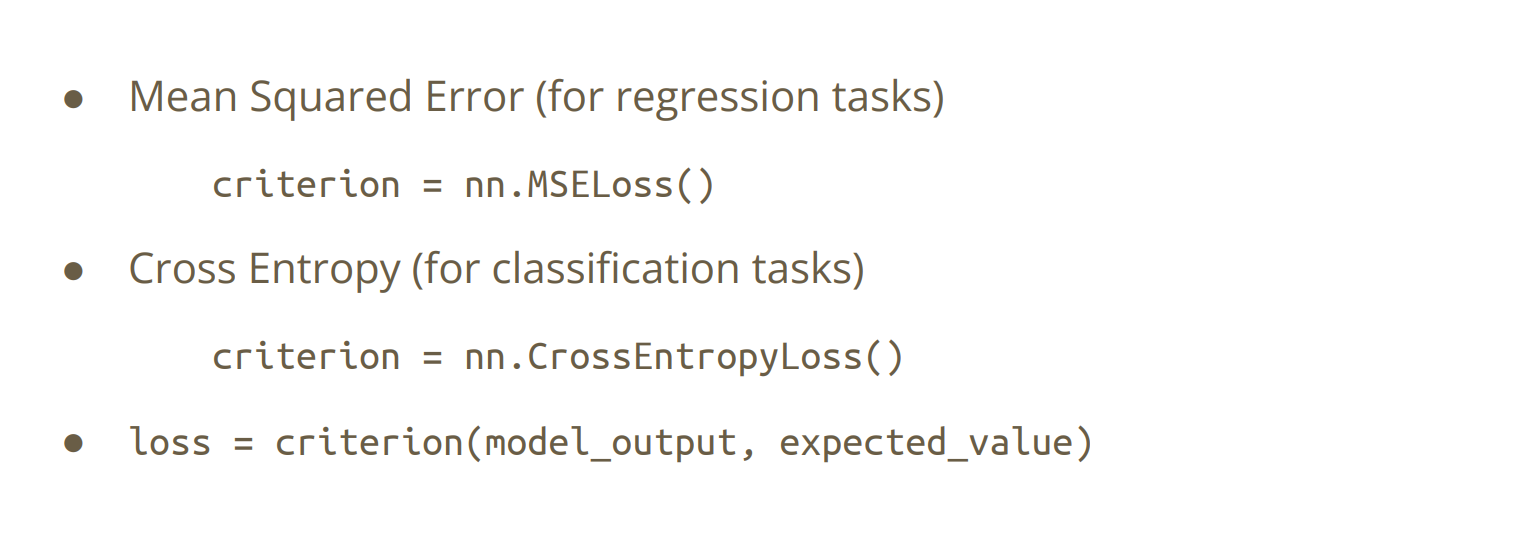 ● Mean Squared Error (for regression tasks)
criterion = nn.MSELoss()
● Cross Entropy (for classification tasks)
criterion = nn.CrossEntropyLoss()
● loss = criterion(model_output, expected_value)